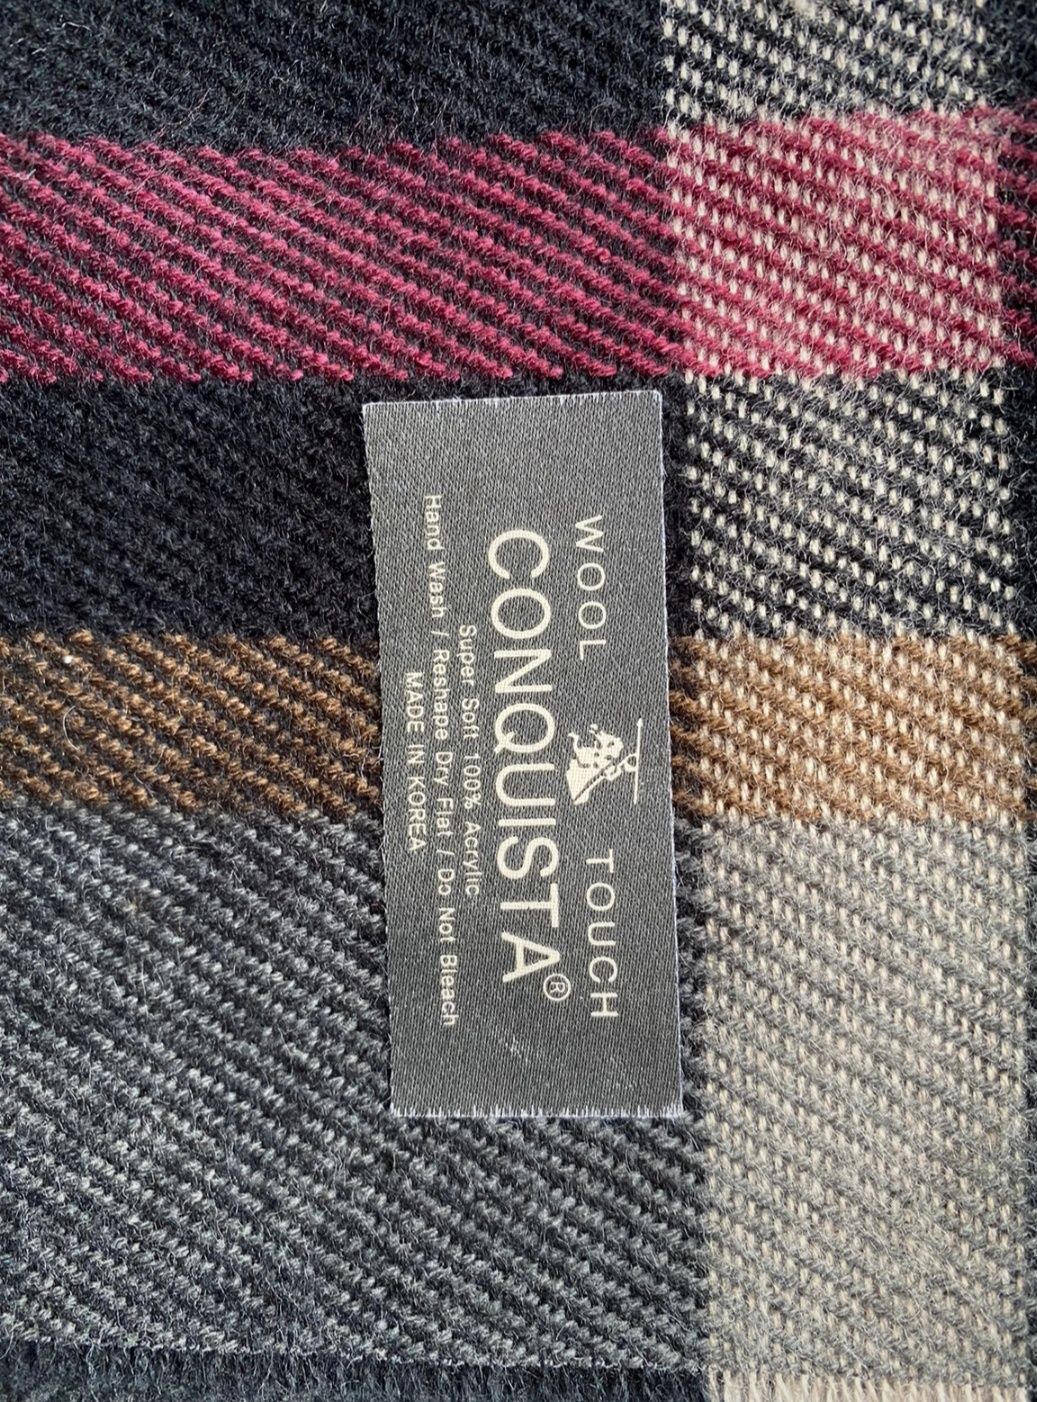 WOOL TOUCH
CONQUISTA®
Super Soft 100% Acrylic
Hand Wash / Reshape Dry Flat / Do Not Bleach
MADE IN KOREA